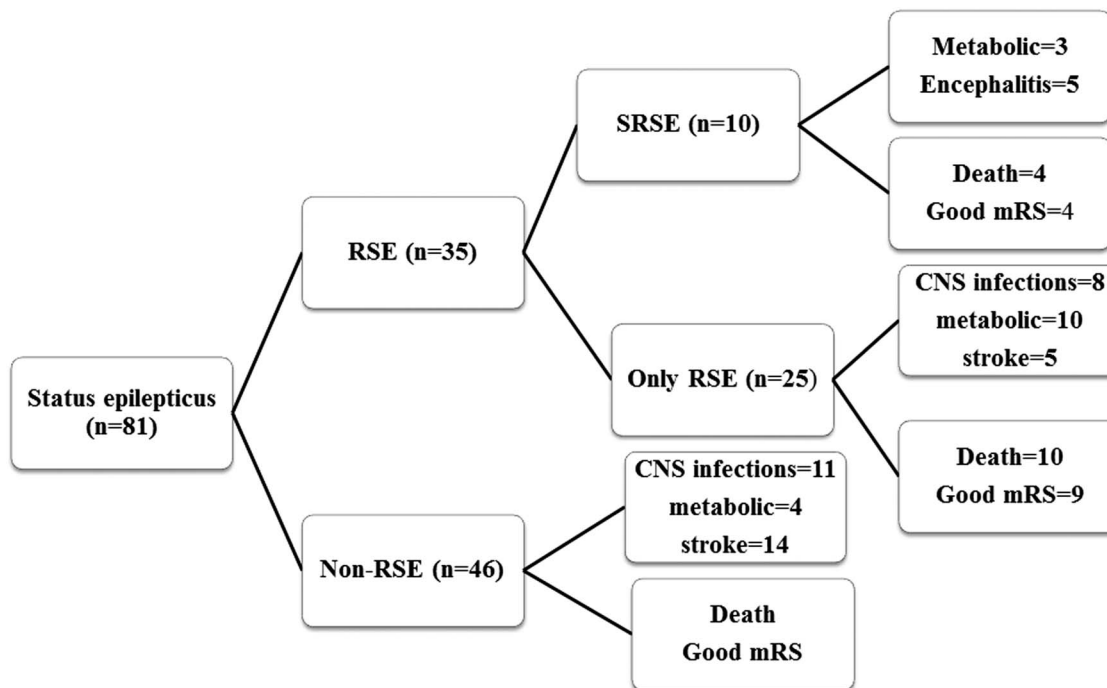 Status epilepticus
(n=81)
RSE (n=35)
Non-RSE (n=46)
SRSE (n=10)
Only RSE (n=25)
CNS infections=11
metabolic=4
stroke=14
Death
Good mRS
Metabolic=3
Encephalitis=5
Death=4
Good mRS=4
CNS infections=8
metabolic=10
stroke=5
Death=10
Good mRS=9